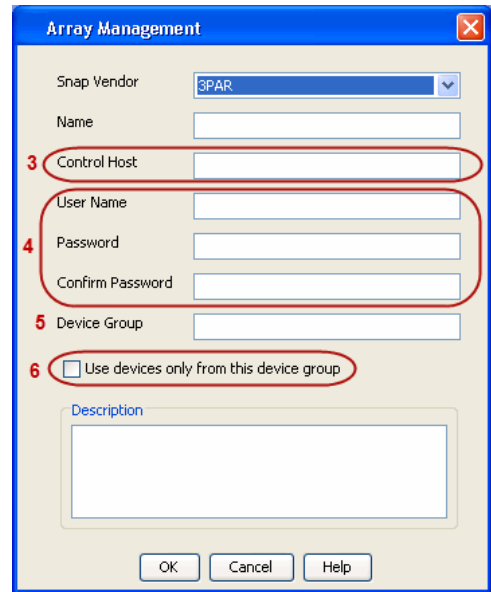 Array Management
Snap Vendor 3PAR
Name
3 Control Host
User Name
4 Password
Confirm Password
5 Device Group
6 Use devices only from this device group
Description
OK Cancel Help